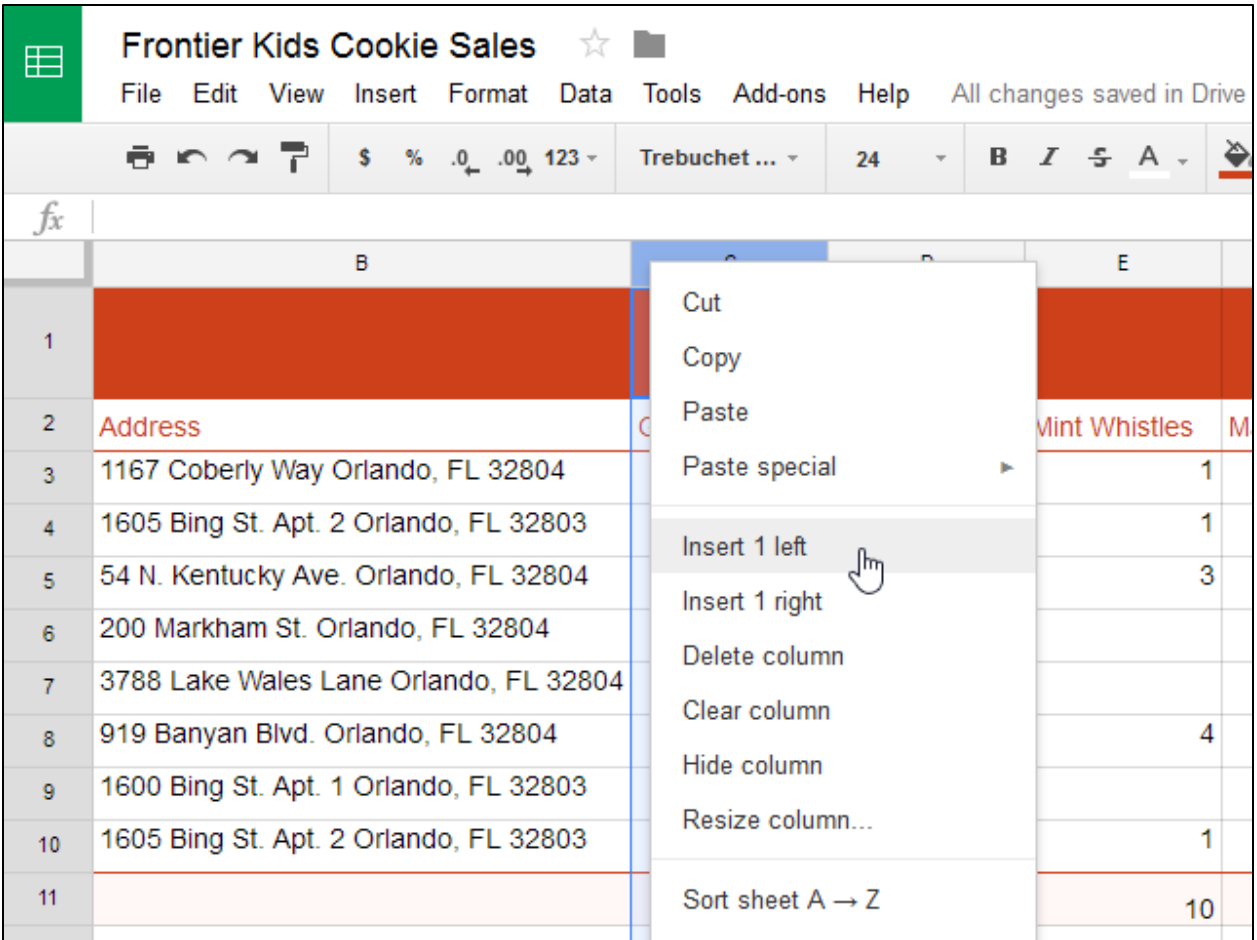 Frontier Kids Cookie Sales
File Edit View Insert Format Data Tools Add-ons Help All changes saved in Drive
$ % .0 .00 123 Trebuchet ... 24 B I S A
fx
B E
1
2 Address Mint Whistles
3 1167 Coberly Way Orlando, FL 32804 1
4 1605 Bing St. Apt. 2 Orlando, FL 32803 1
5 54 N. Kentucky Ave. Orlando, FL 32804 3
6 200 Markham St. Orlando, FL 32804
7 3788 Lake Wales Lane Orlando, FL 32804
8 919 Banyan Blvd. Orlando, FL 32804 4
9 1600 Bing St. Apt. 1 Orlando, FL 32803
10 1605 Bing St. Apt. 2 Orlando, FL 32803 1
11 10
Cut
Copy
Paste
Paste special
Insert 1 left
Insert 1 right
Delete column
Clear column
Hide column
Resize column...
Sort sheet A → Z